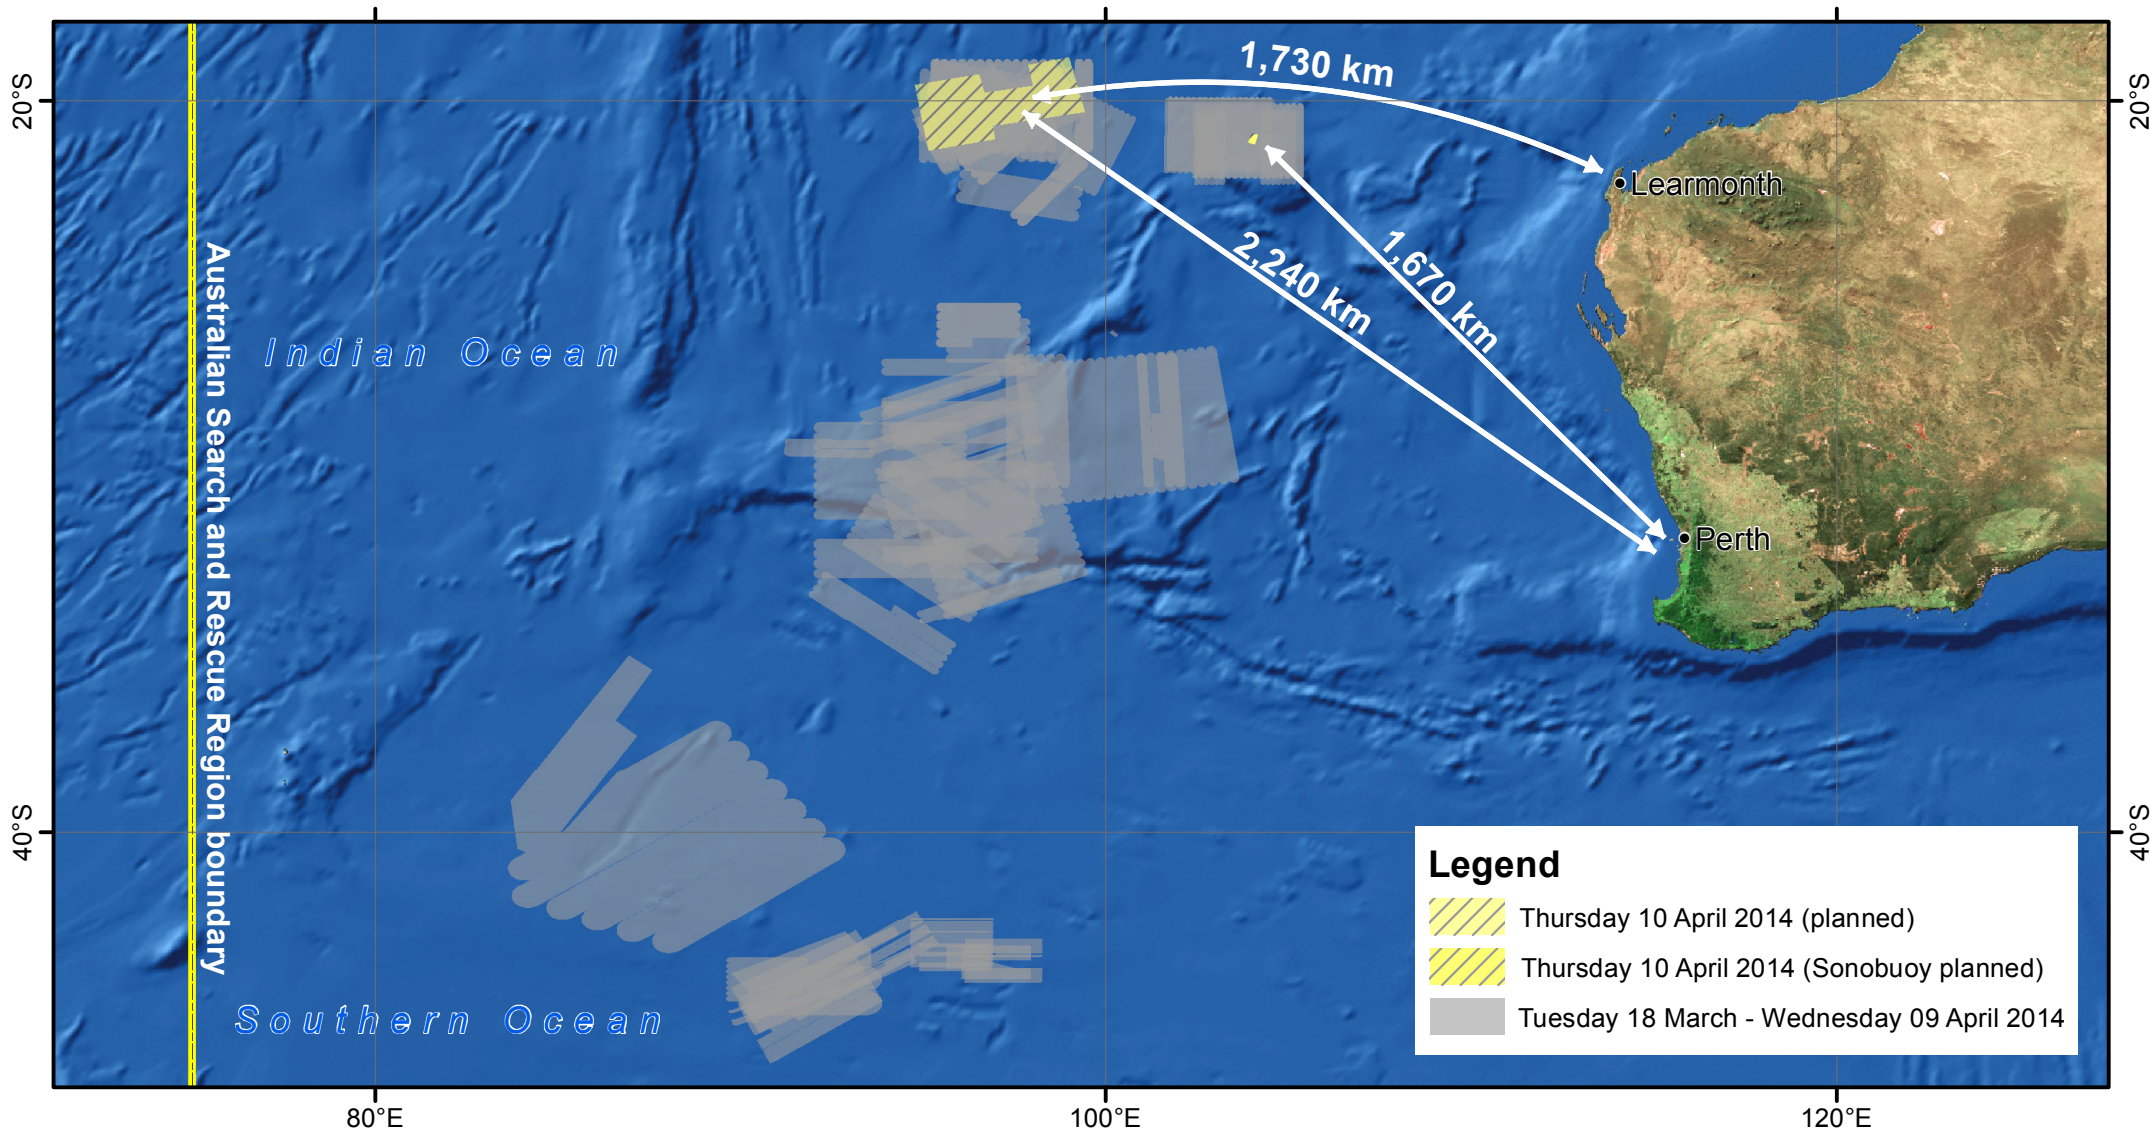 1,730 km
20°S
20°S
Learmonth
2,240 km
1,670 km
Indian Ocean
Australian Search and Rescue Region boundary
Perth
40°S
40°S
Southern Ocean
Legend
Thursday 10 April 2014 (planned)
Thursday 10 April 2014 (Sonobuoy planned)
Tuesday 18 March - Wednesday 09 April 2014
80°E
100°E
120°E